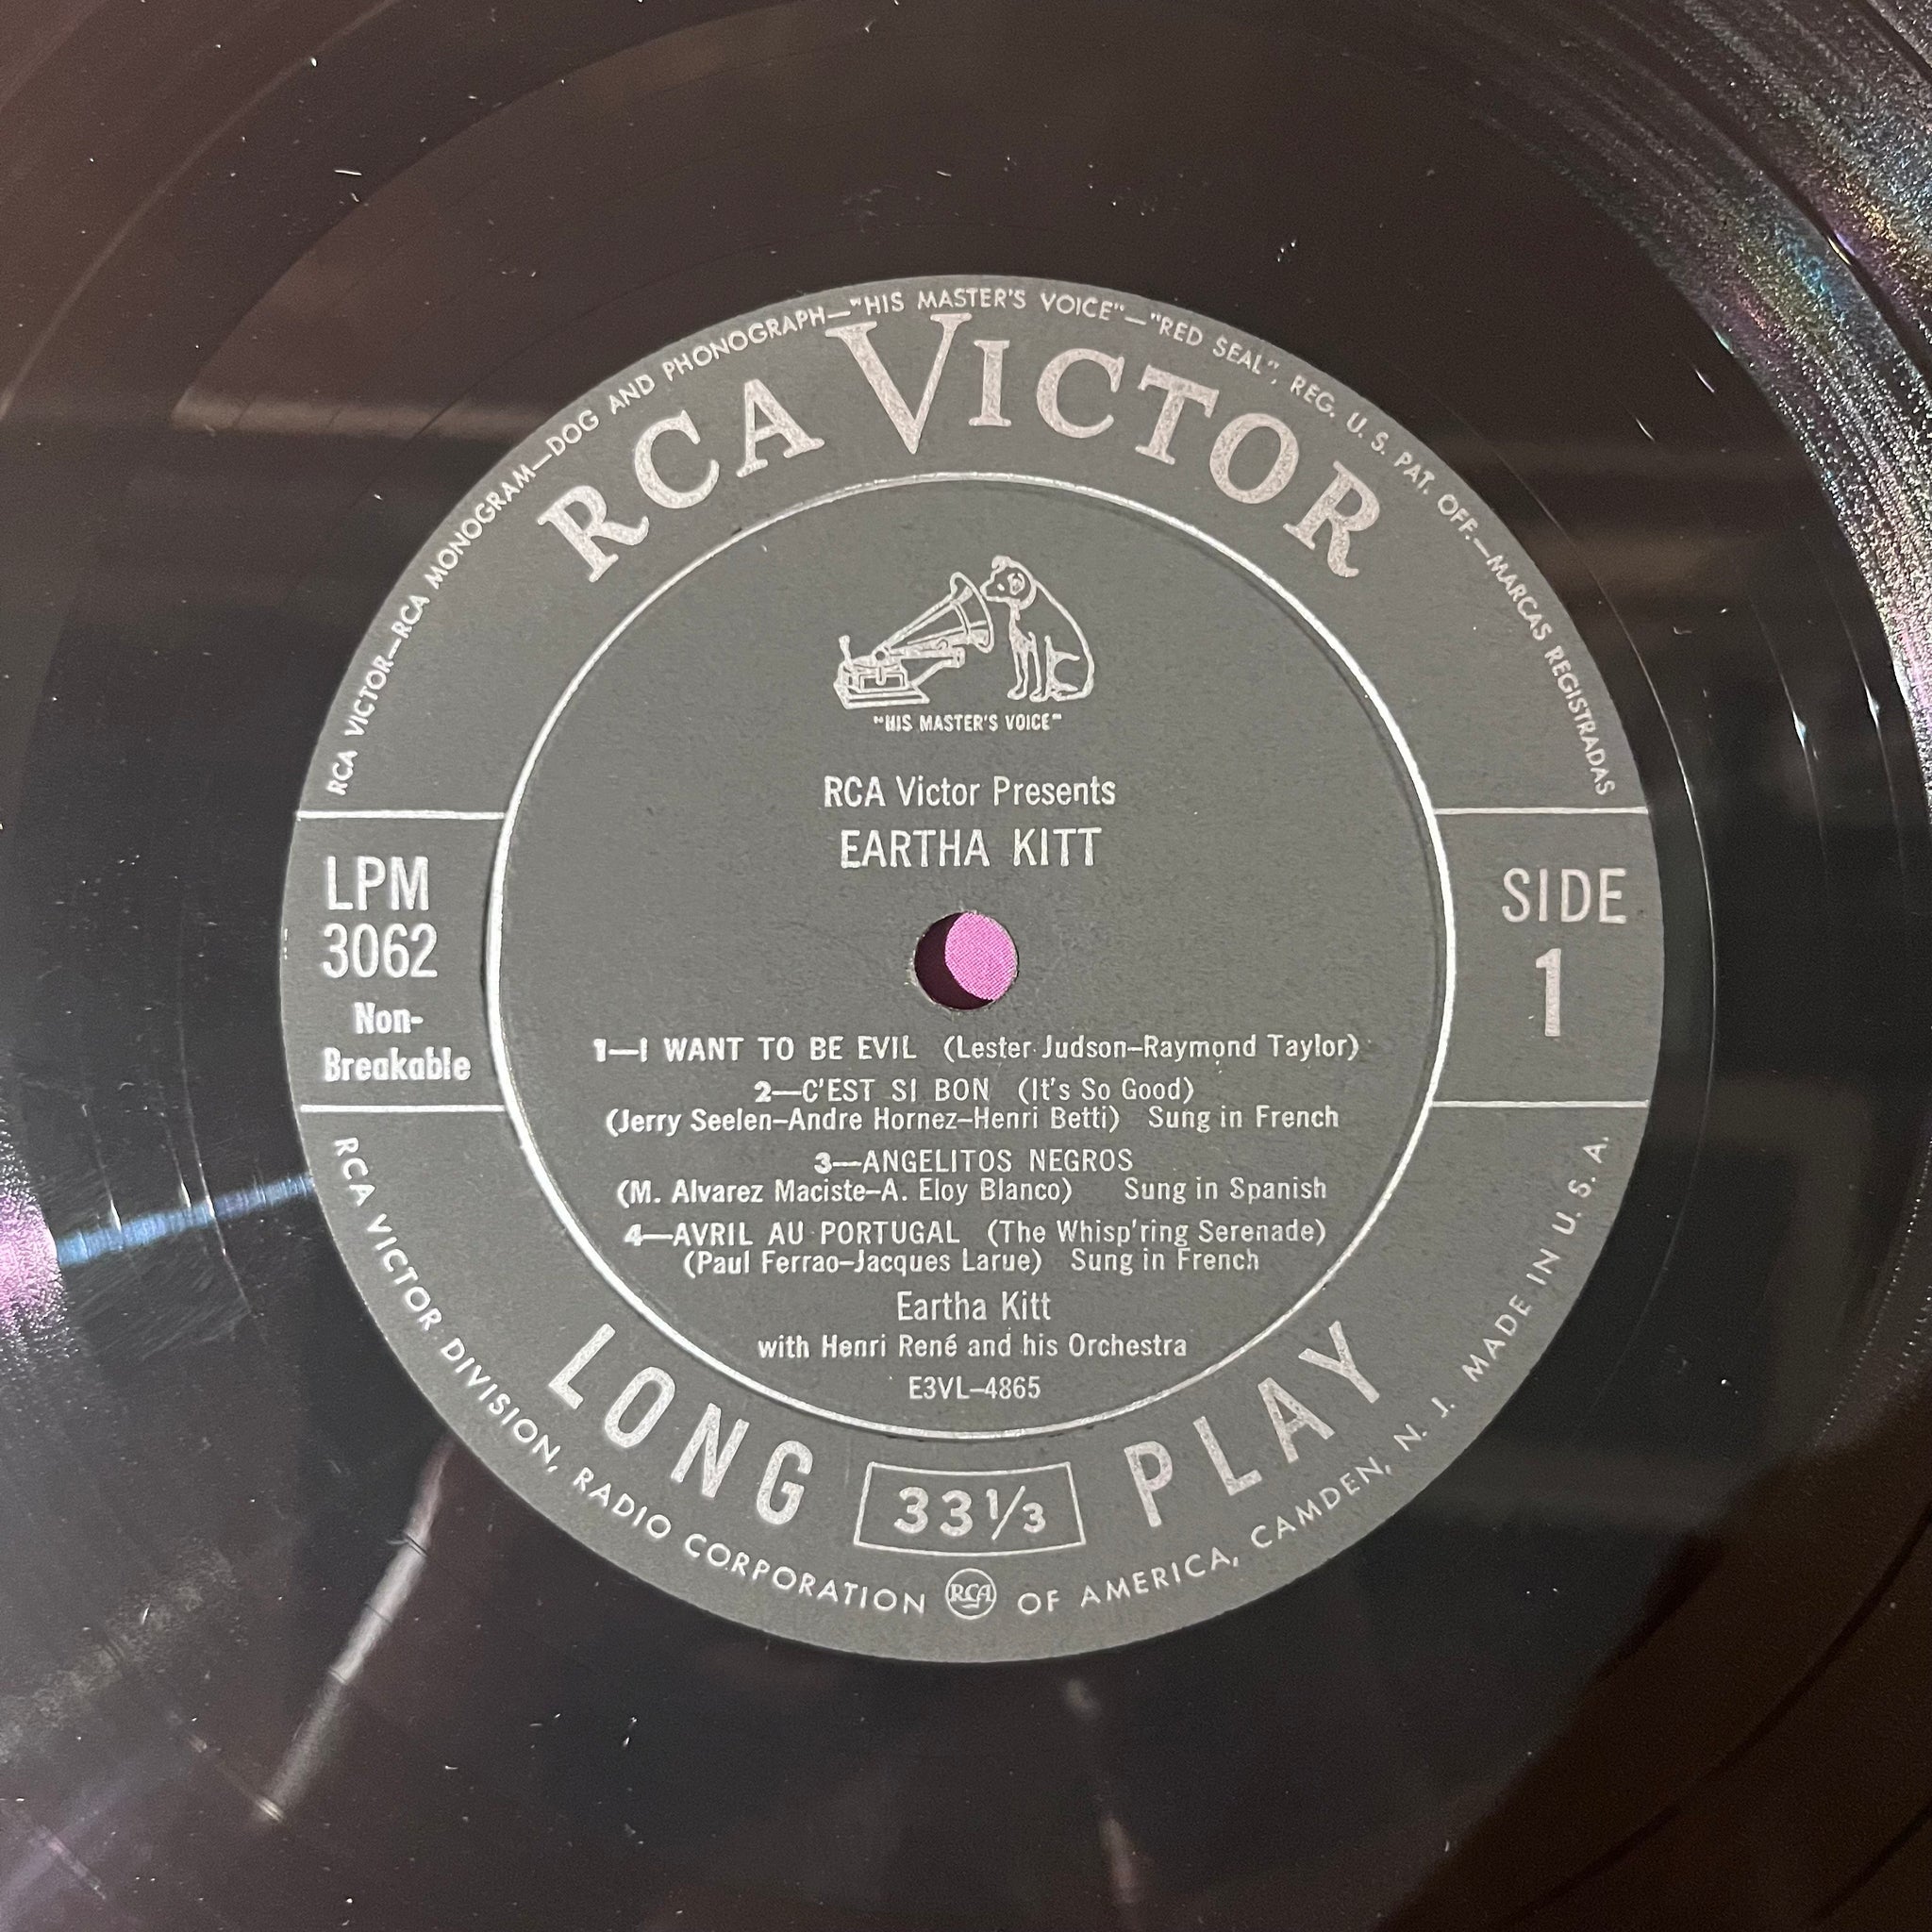 RCA VICTOR—RCA MONOGRAM—DOG AND PHONOGRAPH—"HIS MASTER'S VOICE"—"RED SEAL", REG. U. S. PAT. OFF.—MARCAS REGISTRADAS
RCA VICTOR
"HIS MASTER'S VOICE"
RCA Victor Presents
EARTHA KITT
LPM
3062
Non-
Breakable
SIDE
1
1—I WANT TO BE EVIL (Lester Judson–Raymond Taylor)
2—C'EST SI BON (It's So Good)
(Jerry Seelen–Andre Hornez–Henri Betti) Sung in French
3—ANGELITOS NEGROS
(M. Alvarez Maciste–A. Eloy Blanco) Sung in Spanish
4—AVRIL AU PORTUGAL (The Whisp'ring Serenade)
(Paul Ferrao–Jacques Larue) Sung in French
Eartha Kitt
with Henri René and his Orchestra
E3VL–4865
LONG 33 1/3 PLAY
RCA VICTOR DIVISION, RADIO CORPORATION RCA OF AMERICA, CAMDEN, N. J. MADE IN U. S. A.